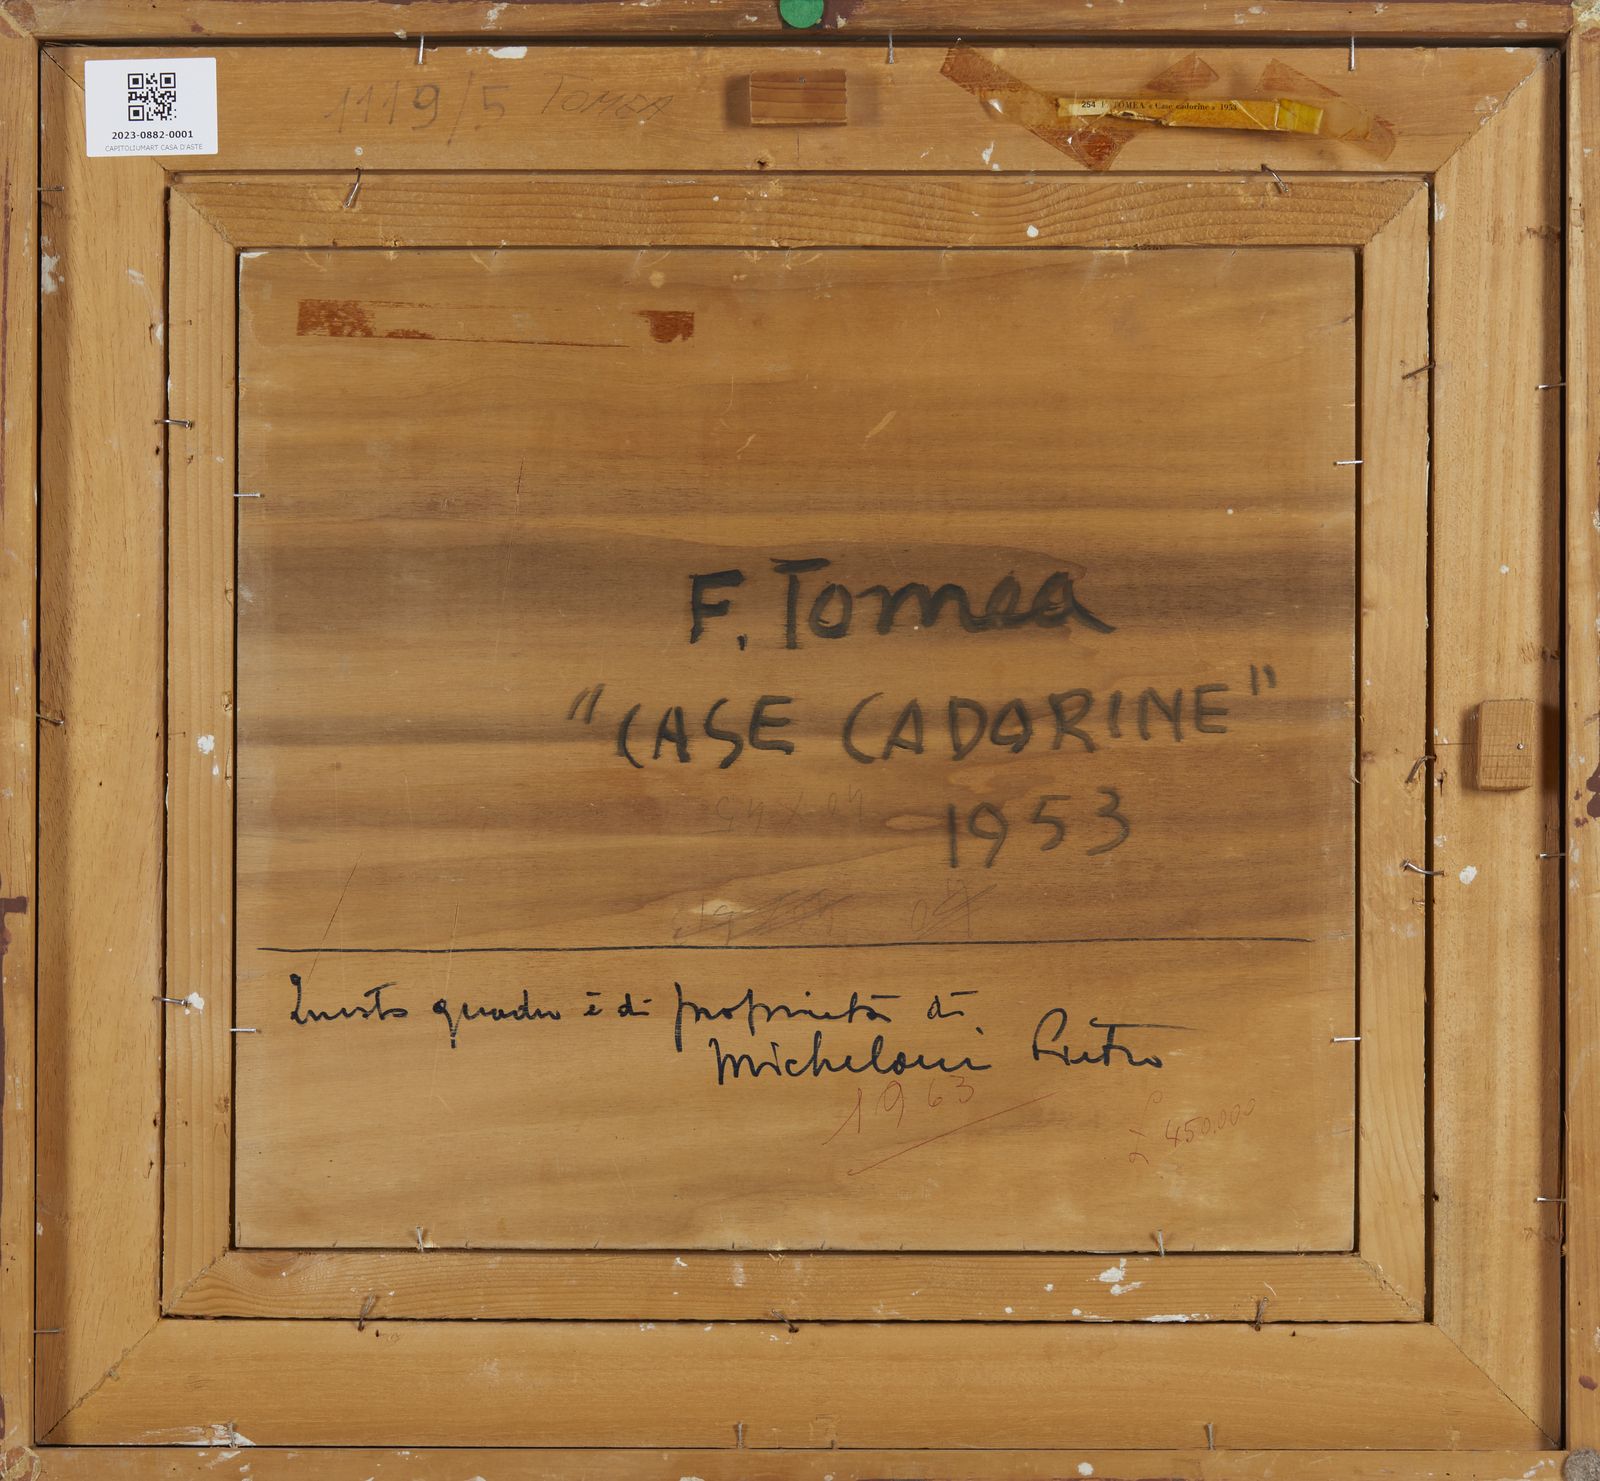 1119/5 TOMEA
254 F. TOMEA « Case cadorine » 1953
2023-0882-0001
CAPITOLIUMART CASA D'ASTE
F. Tomea
"CASE CADORINE"
1953
Questo quadro è di proprietà di
Micheloni Pietro
1963
£ 450.000